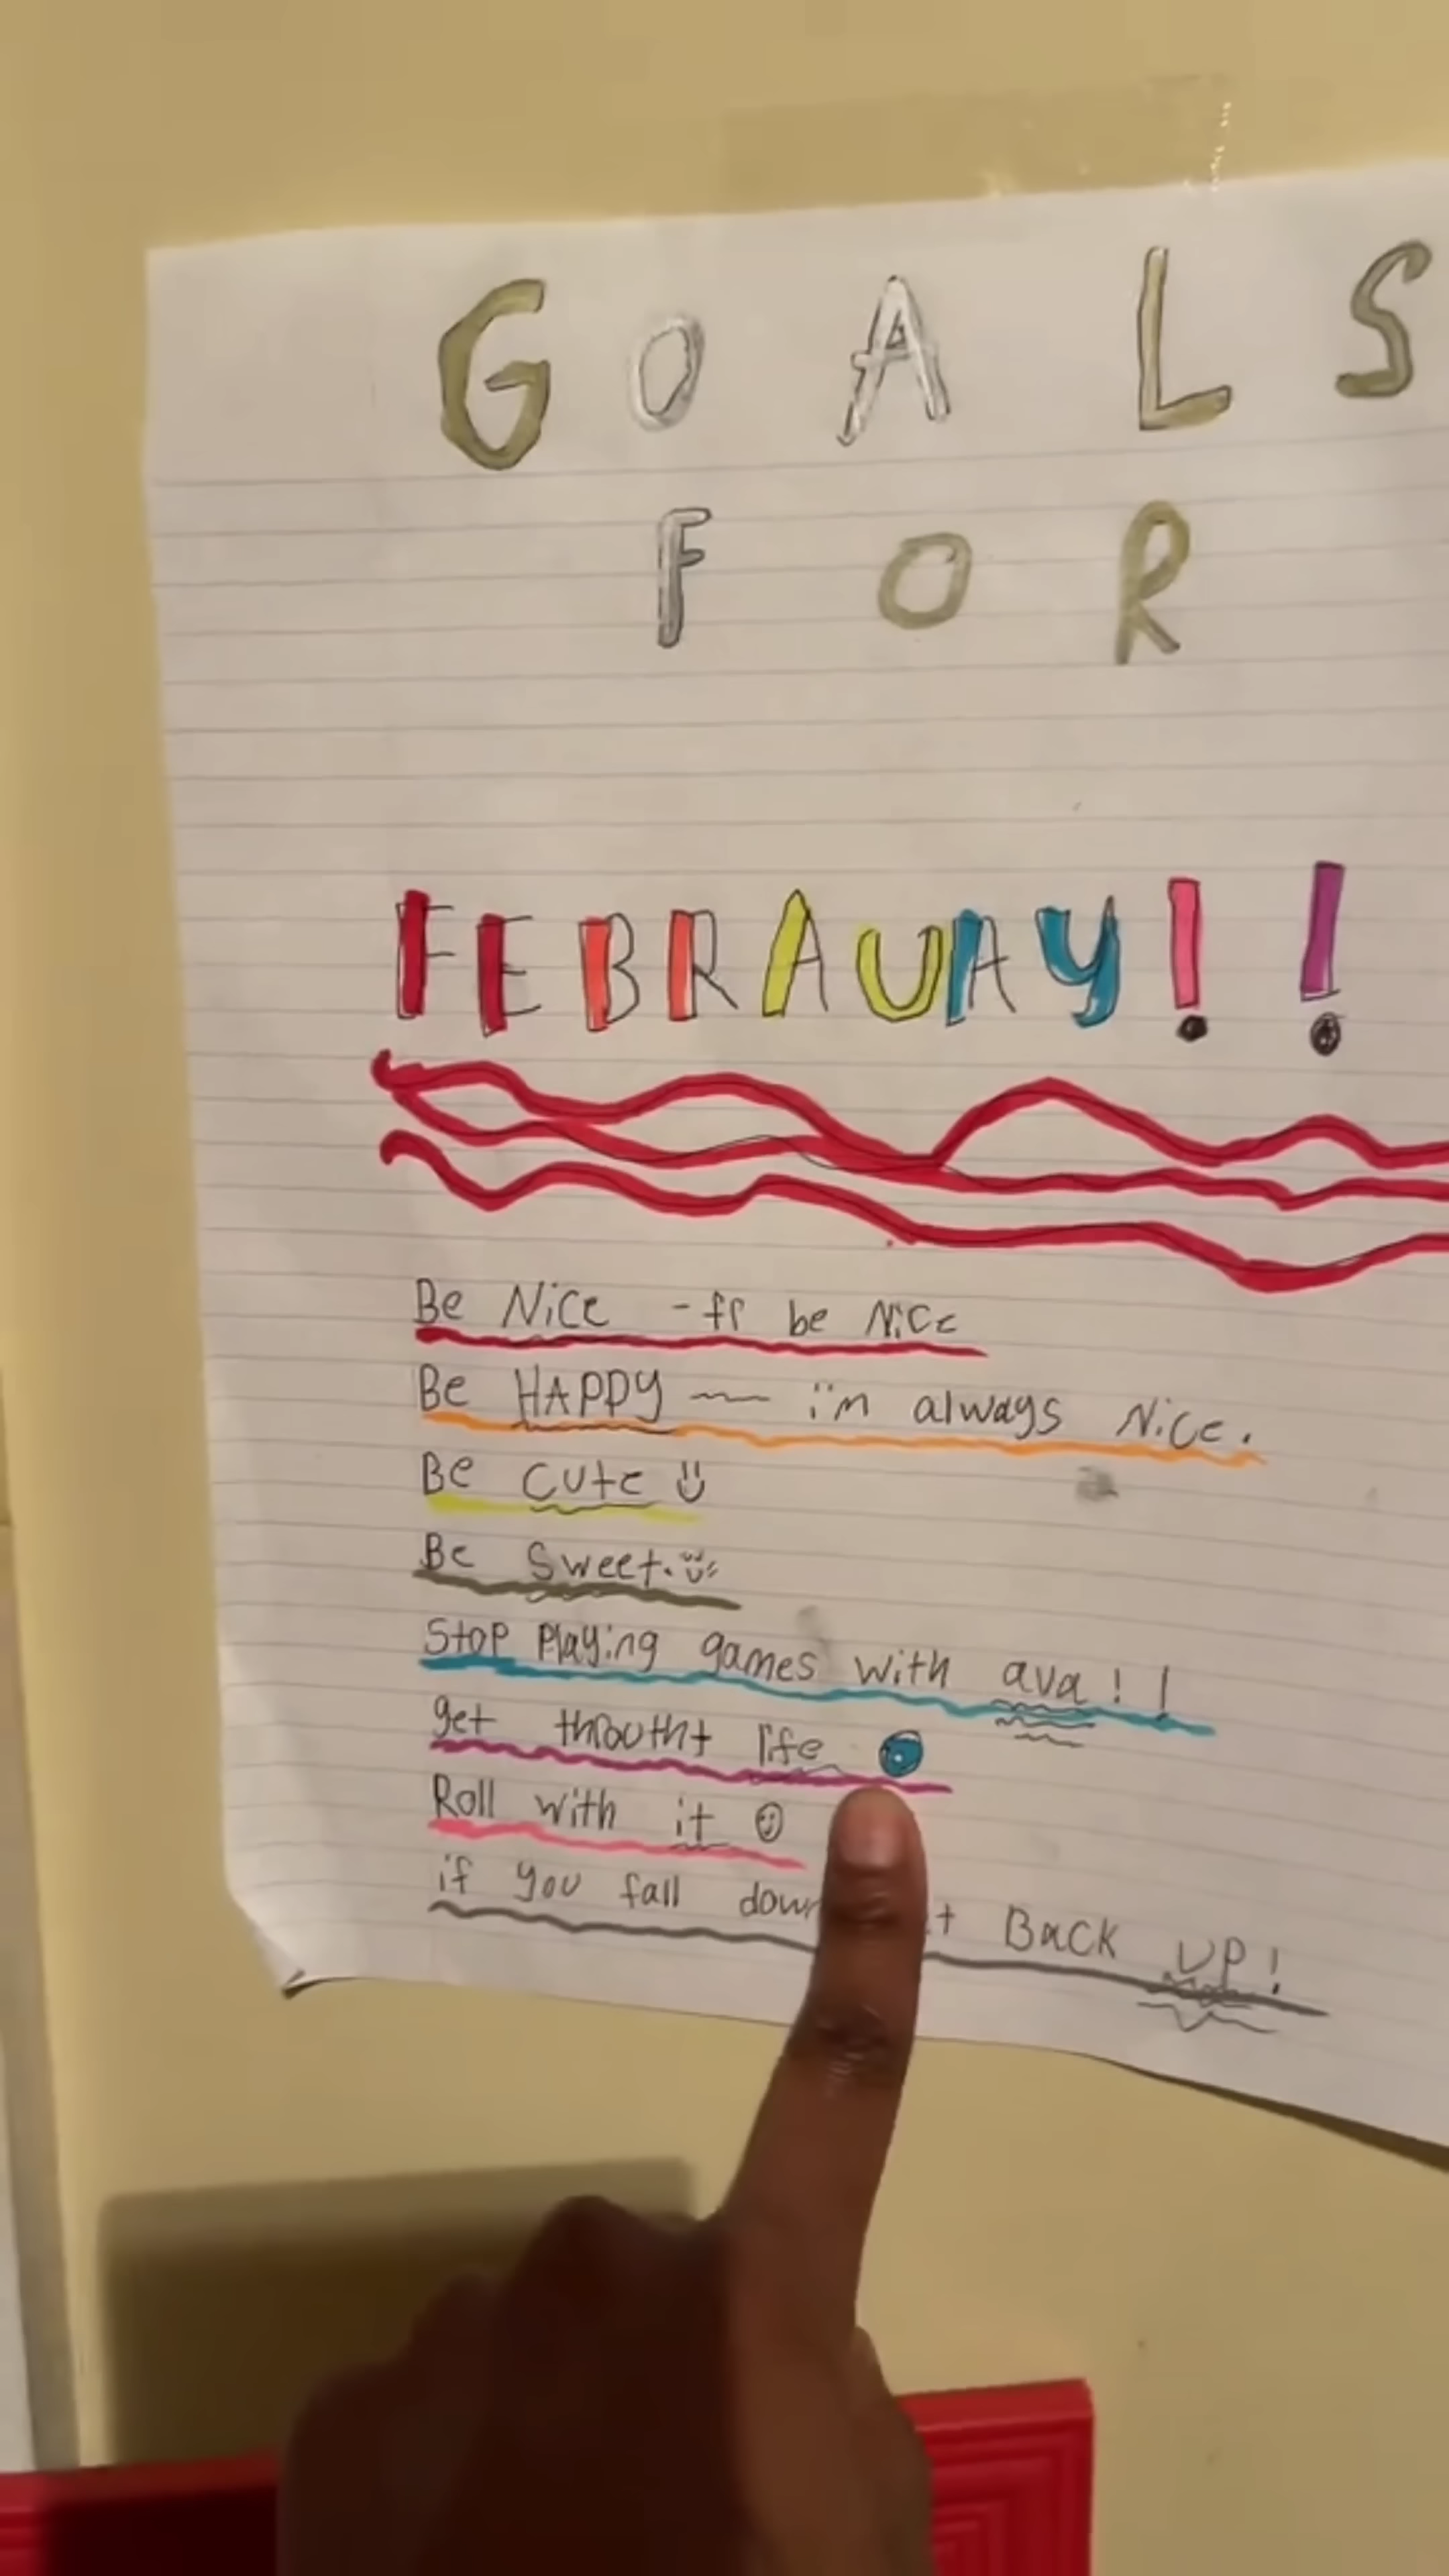 GOALS
FOR
FEBRAUAY!!
Be Nice - fr be Nice
Be HAPPY — i'm always Nice.
Be cute
Be Sweet.
Stop Playing games with ava!!
get throutht life
Roll with it
if you fall down Back UP!